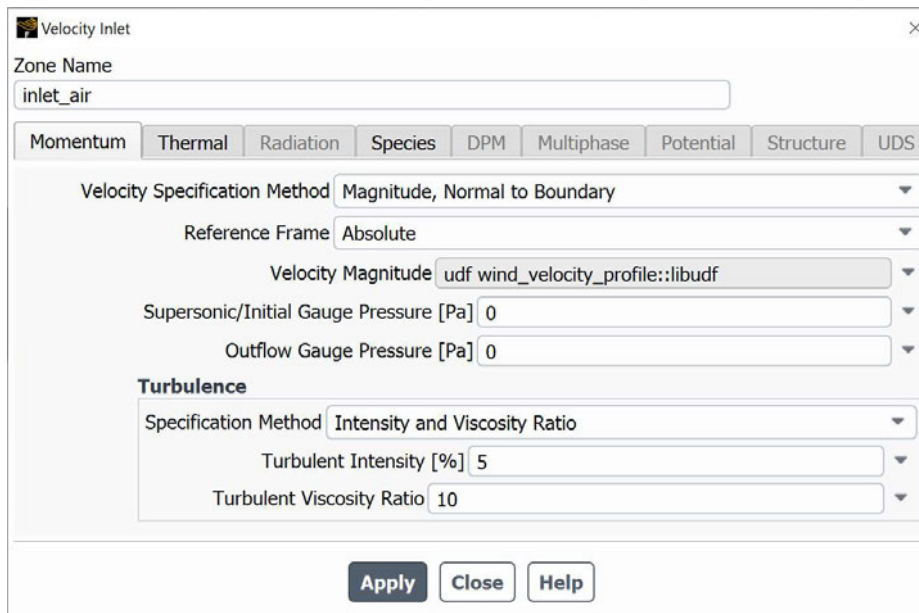 Velocity Inlet
Zone Name
inlet_air
Momentum Thermal Radiation Species DPM Multiphase Potential Structure UDS
Velocity Specification Method Magnitude, Normal to Boundary
Reference Frame Absolute
Velocity Magnitude udf wind_velocity_profile::libudf
Supersonic/Initial Gauge Pressure [Pa] 0
Outflow Gauge Pressure [Pa] 0
Turbulence
Specification Method Intensity and Viscosity Ratio
Turbulent Intensity [%] 5
Turbulent Viscosity Ratio 10
Apply Close Help